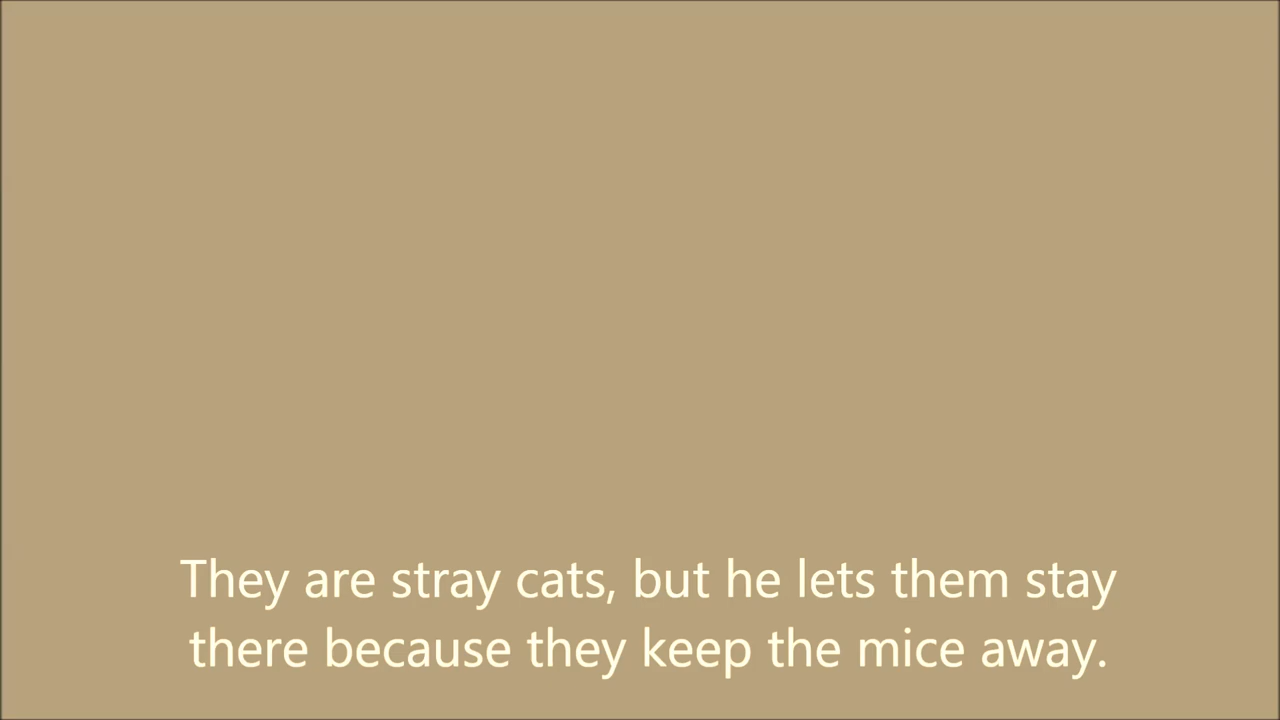 They are stray cats, but he lets them stay
there because they keep the mice away.